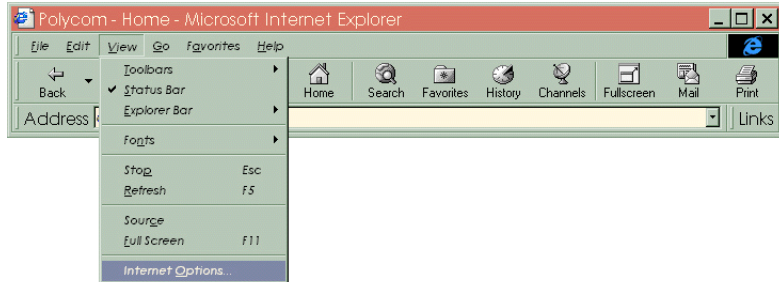 Polycom - Home - Microsoft Internet Explorer
File Edit View Go Favorites Help
Back Home Search Favorites History Channels Fullscreen Mail Print
Address Links
Toolbars
Status Bar
Explorer Bar
Fonts
Stop Esc
Refresh F5
Source
Full Screen F11
Internet Options...